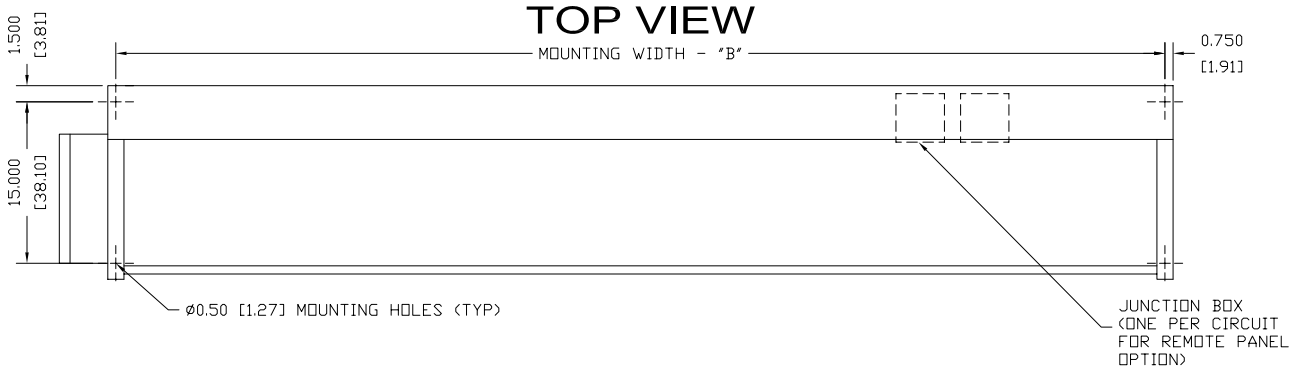 TOP VIEW
1.500
[3.81]
MOUNTING WIDTH - "B"
0.750
[1.91]
15.000
[38.10]
ø0.50 [1.27] MOUNTING HOLES (TYP)
JUNCTION BOX
(ONE PER CIRCUIT
FOR REMOTE PANEL
OPTION)